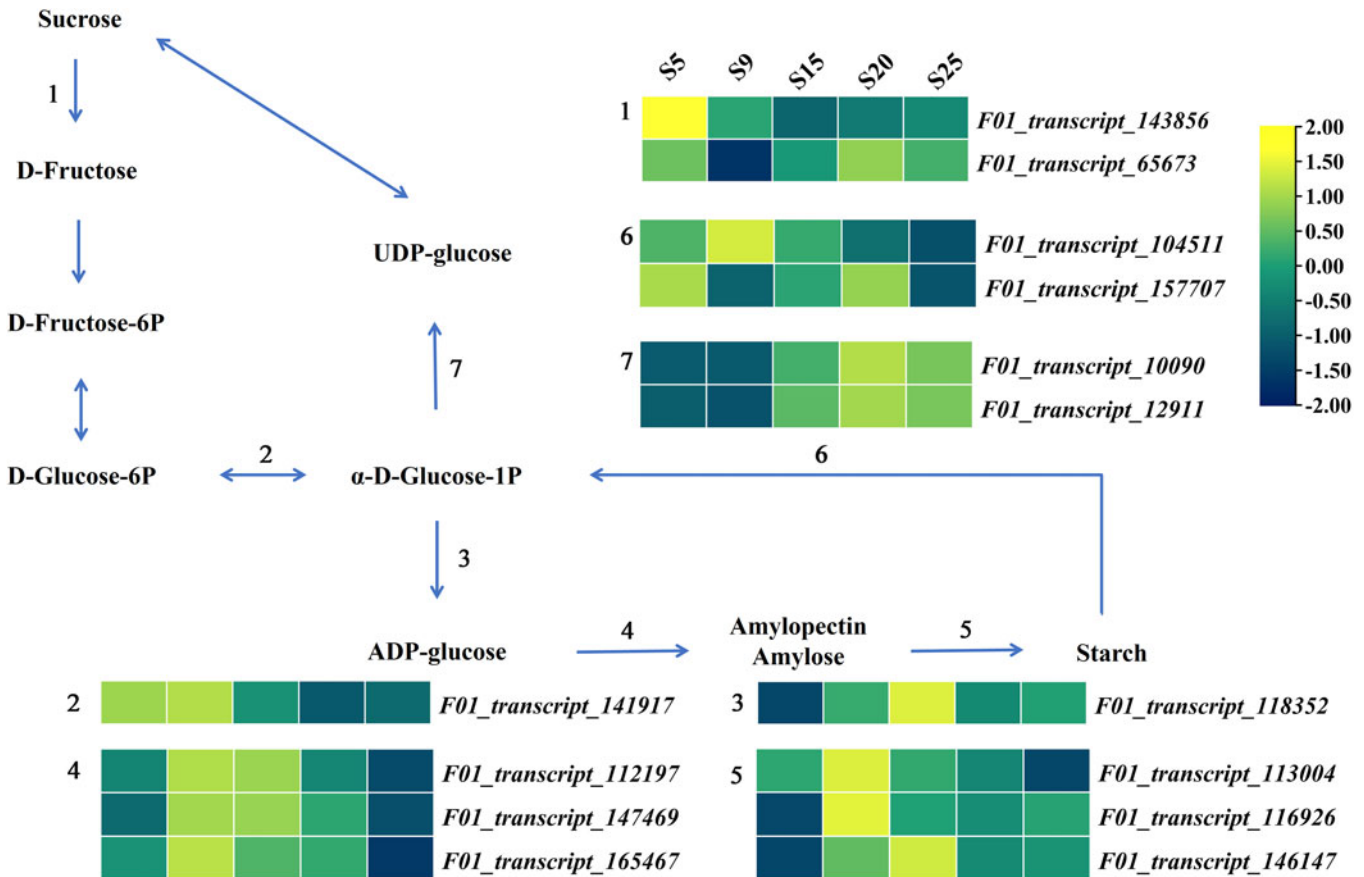 Sucrose
1
D-Fructose
D-Fructose-6P
D-Glucose-6P
2
α-D-Glucose-1P
UDP-glucose
7
3
ADP-glucose
4
Amylopectin
Amylose
5
Starch
6
S5 S9 S15 S20 S25
1 F01_transcript_143856
F01_transcript_65673
6 F01_transcript_104511
F01_transcript_157707
7 F01_transcript_10090
F01_transcript_12911
2.00
1.50
1.00
0.50
0.00
-0.50
-1.00
-1.50
-2.00
2 F01_transcript_141917
4 F01_transcript_112197
F01_transcript_147469
F01_transcript_165467
3 F01_transcript_118352
5 F01_transcript_113004
F01_transcript_116926
F01_transcript_146147